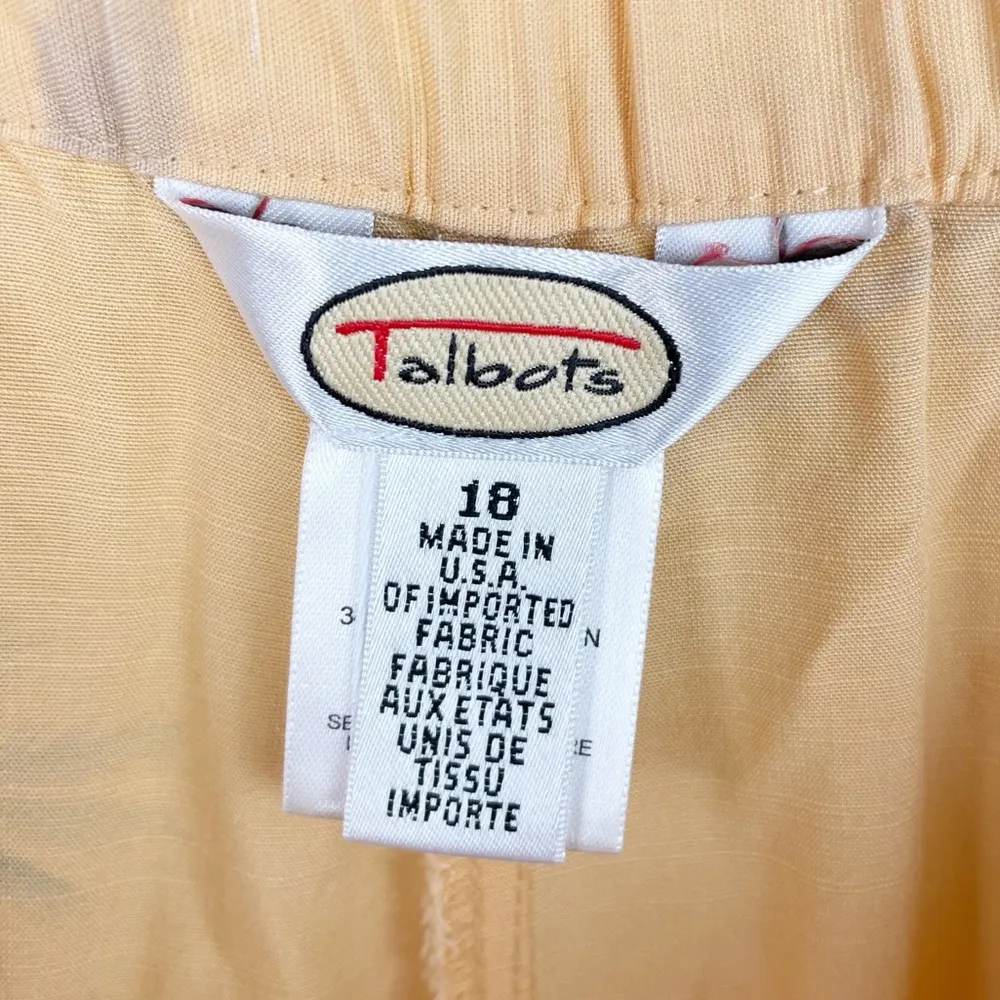 Talbots
18
MADE IN
U.S.A.
OF IMPORTED
FABRIC
FABRIQUE
AUX ETATS
UNIS DE
TISSU
IMPORTE